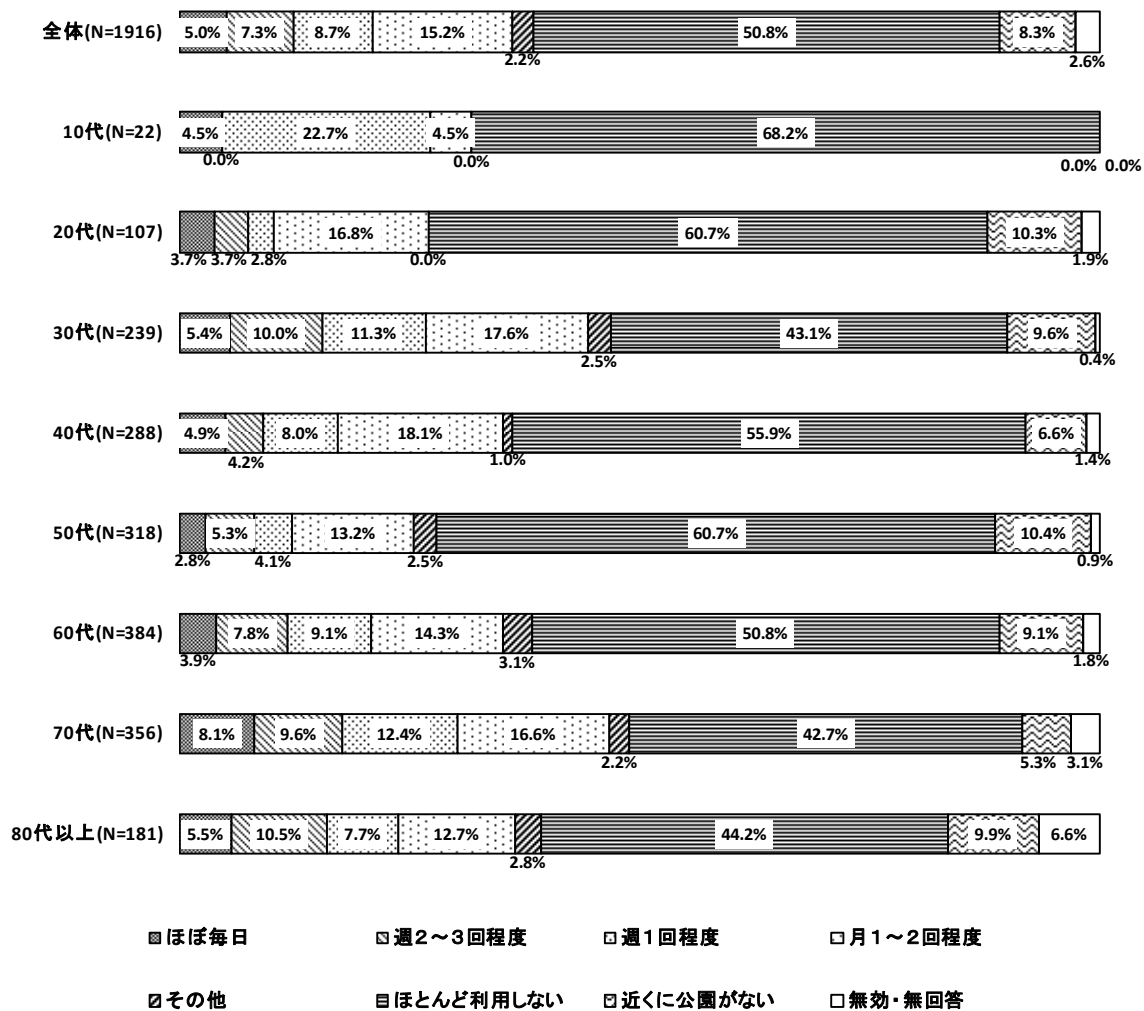 全体(N=1916) 5.0% 7.3% 8.7% 15.2% 50.8% 8.3%
2.2% 2.6%
10代(N=22) 4.5% 22.7% 4.5% 68.2%
0.0% 0.0% 0.0% 0.0%
20代(N=107) 16.8% 60.7% 10.3%
3.7% 3.7% 2.8% 0.0% 1.9%
30代(N=239) 5.4% 10.0% 11.3% 17.6% 43.1% 9.6%
2.5% 0.4%
40代(N=288) 4.9% 8.0% 18.1% 55.9% 6.6%
4.2% 1.0% 1.4%
50代(N=318) 5.3% 13.2% 60.7% 10.4%
2.8% 4.1% 2.5% 0.9%
60代(N=384) 7.8% 9.1% 14.3% 50.8% 9.1%
3.9% 3.1% 1.8%
70代(N=356) 8.1% 9.6% 12.4% 16.6% 42.7%
2.2% 5.3% 3.1%
80代以上(N=181) 5.5% 10.5% 7.7% 12.7% 44.2% 9.9% 6.6%
2.8%
ほぼ毎日 週2～3回程度 週1回程度 月1～2回程度
その他 ほとんど利用しない 近くに公園がない 無効・無回答